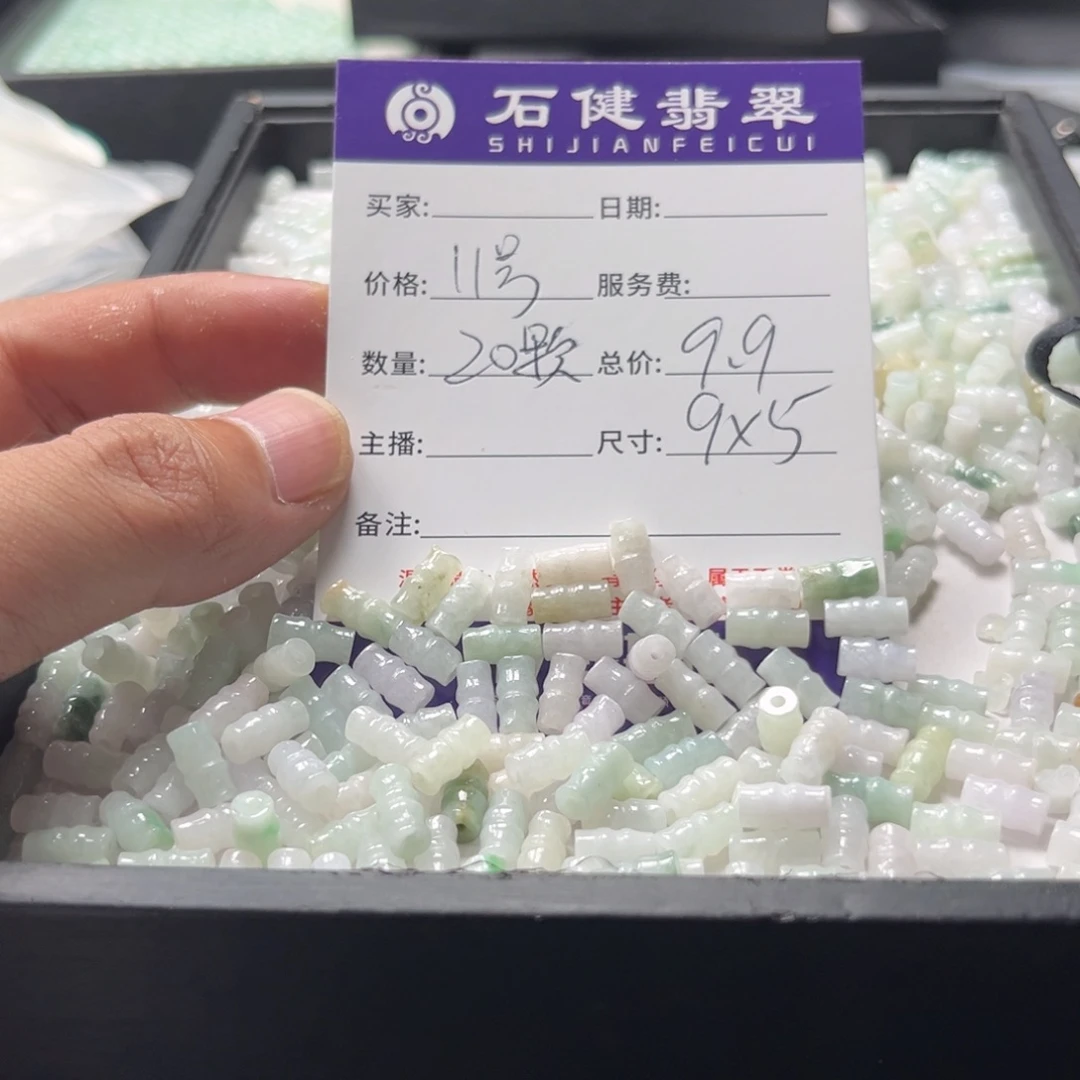 石健翡翠
SHIJIANFEICUI
买家: 日期:
价格: 11号 服务费:
数量: 20颗 总价: 9.9
主播: 尺寸: 9x5
备注: